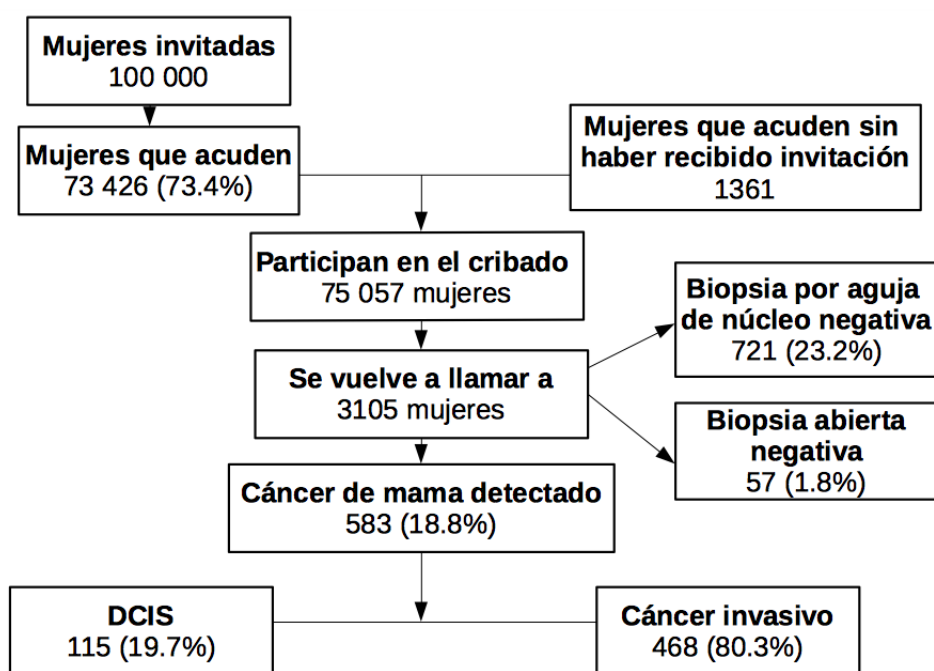 Mujeres invitadas
100 000
Mujeres que acuden
73 426 (73.4%)
Mujeres que acuden sin
haber recibido invitación
1361
Participan en el cribado
75 057 mujeres
Biopsia por aguja
de núcleo negativa
721 (23.2%)
Se vuelve a llamar a
3105 mujeres
Biopsia abierta
negativa
57 (1.8%)
Cáncer de mama detectado
583 (18.8%)
DCIS
115 (19.7%)
Cáncer invasivo
468 (80.3%)